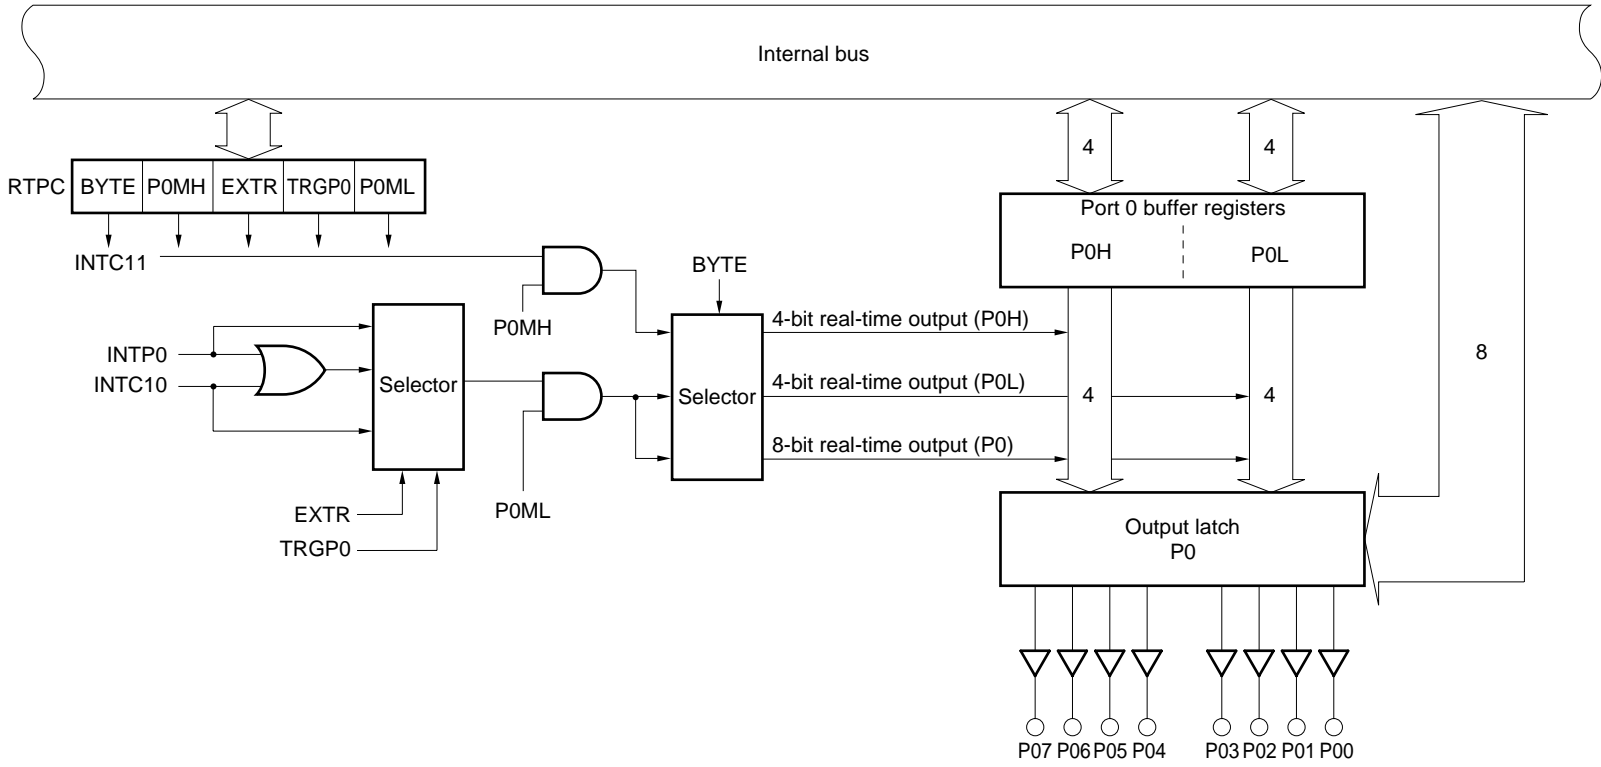 Internal bus
4 4
RTPC BYTE P0MH EXTR TRGP0 P0ML
Port 0 buffer registers
P0H P0L
INTC11
BYTE
P0MH
4-bit real-time output (P0H)
INTP0
INTC10
Selector
Selector
4-bit real-time output (P0L)
4 4
8
8-bit real-time output (P0)
P0ML
EXTR
TRGP0
Output latch
P0
P07 P06 P05 P04 P03 P02 P01 P00